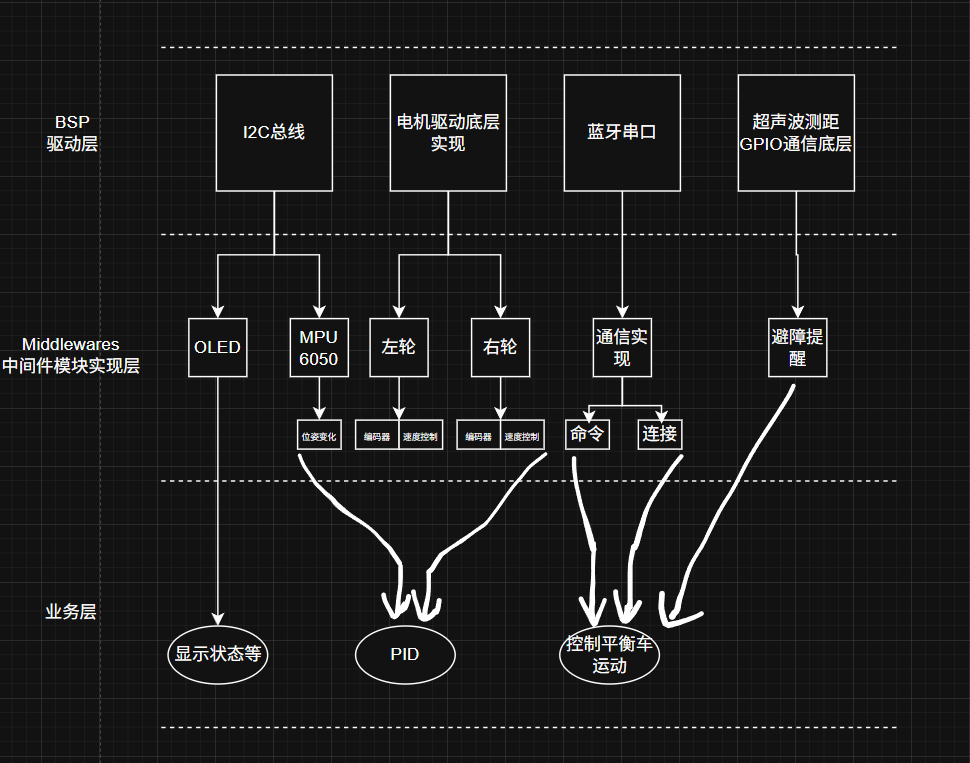 BSP
驱动层
I2C总线
电机驱动底层
实现
蓝牙串口
超声波测距
GPIO通信底层
Middlewares
中间件模块实现层
OLED
MPU
6050
左轮
右轮
通信实
现
避障提
醒
位姿变化
编码器
速度控制
编码器
速度控制
命令
连接
业务层
显示状态等
PID
控制平衡车
运动